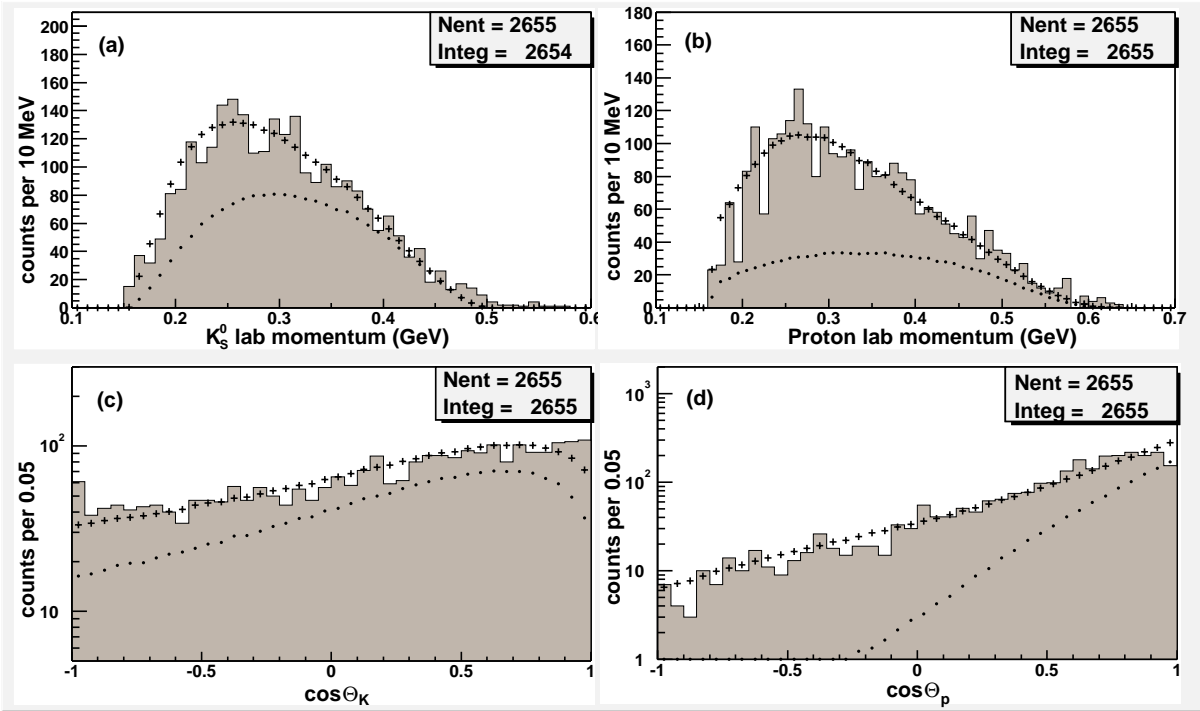 (a)
Nent = 2655
Integ = 2654
counts per 10 MeV
0
20
40
60
80
100
120
140
160
180
200
0.1 0.2 0.3 0.4 0.5 0.6
K⁰S lab momentum (GeV)
(b)
Nent = 2655
Integ = 2655
counts per 10 MeV
0
20
40
60
80
100
120
140
160
180
0.1 0.2 0.3 0.4 0.5 0.6 0.7
Proton lab momentum (GeV)
(c)
Nent = 2655
Integ = 2655
counts per 0.05
10
10²
-1 -0.5 0 0.5 1
cosΘK
(d)
Nent = 2655
Integ = 2655
counts per 0.05
1
10
10²
10³
-1 -0.5 0 0.5 1
cosΘp